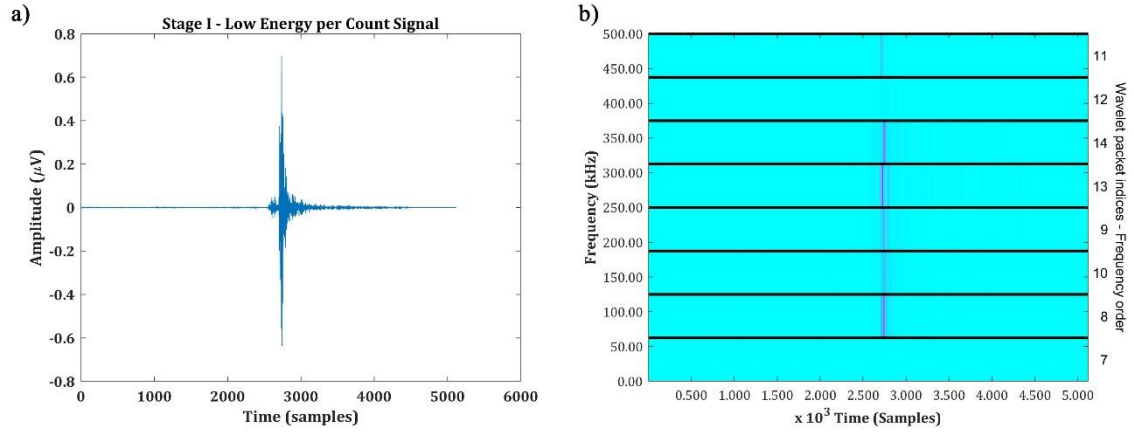 a)
Stage I - Low Energy per Count Signal
0.8
0.6
0.4
0.2
0
-0.2
-0.4
-0.6
-0.8
Amplitude (μV)
0 1000 2000 3000 4000 5000 6000
Time (samples)
b)
500.00
450.00
400.00
350.00
300.00
250.00
200.00
150.00
100.00
50.00
0.00
Frequency (kHz)
0.500 1.000 1.500 2.000 2.500 3.000 3.500 4.000 4.500 5.000
x 10³ Time (Samples)
11
12
14
13
9
10
8
7
Wavelet packet indices - Frequency order